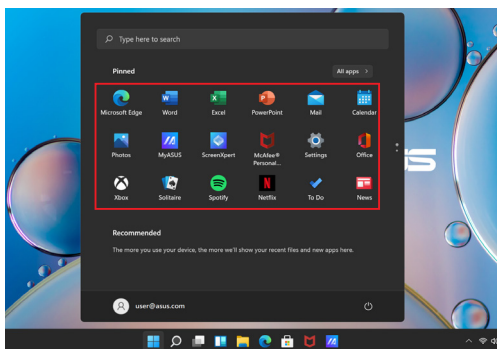 Type here to search
Pinned
All apps >
Microsoft Edge
Word
Excel
PowerPoint
Mail
Calendar
Photos
MyASUS
ScreenXpert
McAfee®
Personal...
Settings
Office
Xbox
Solitaire
Spotify
Netflix
To Do
News
Recommended
The more you use your device, the more we'll show your recent files and new apps here.
user@asus.com